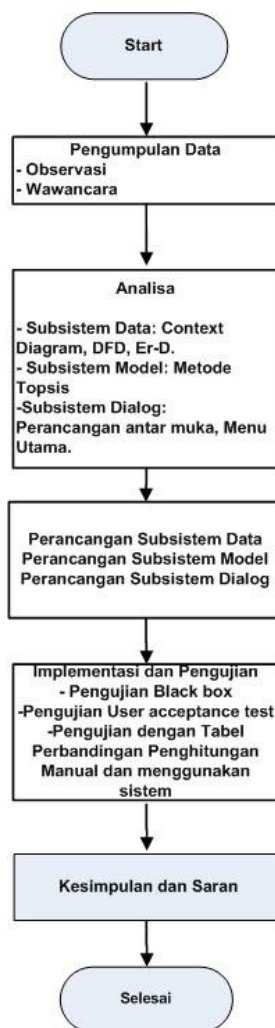 Start
Pengumpulan Data
- Observasi
- Wawancara
Analisa
- Subsistem Data: Context
Diagram, DFD, Er-D.
- Subsistem Model: Metode
Topsis
-Subsistem Dialog:
Perancangan antar muka, Menu
Utama.
Perancangan Subsistem Data
Perancangan Subsistem Model
Perancangan Subsistem Dialog
Implementasi dan Pengujian
- Pengujian Black box
-Pengujian User acceptance test
-Pengujian dengan Tabel
Perbandingan Penghitungan
Manual dan menggunakan
sistem
Kesimpulan dan Saran
Selesai